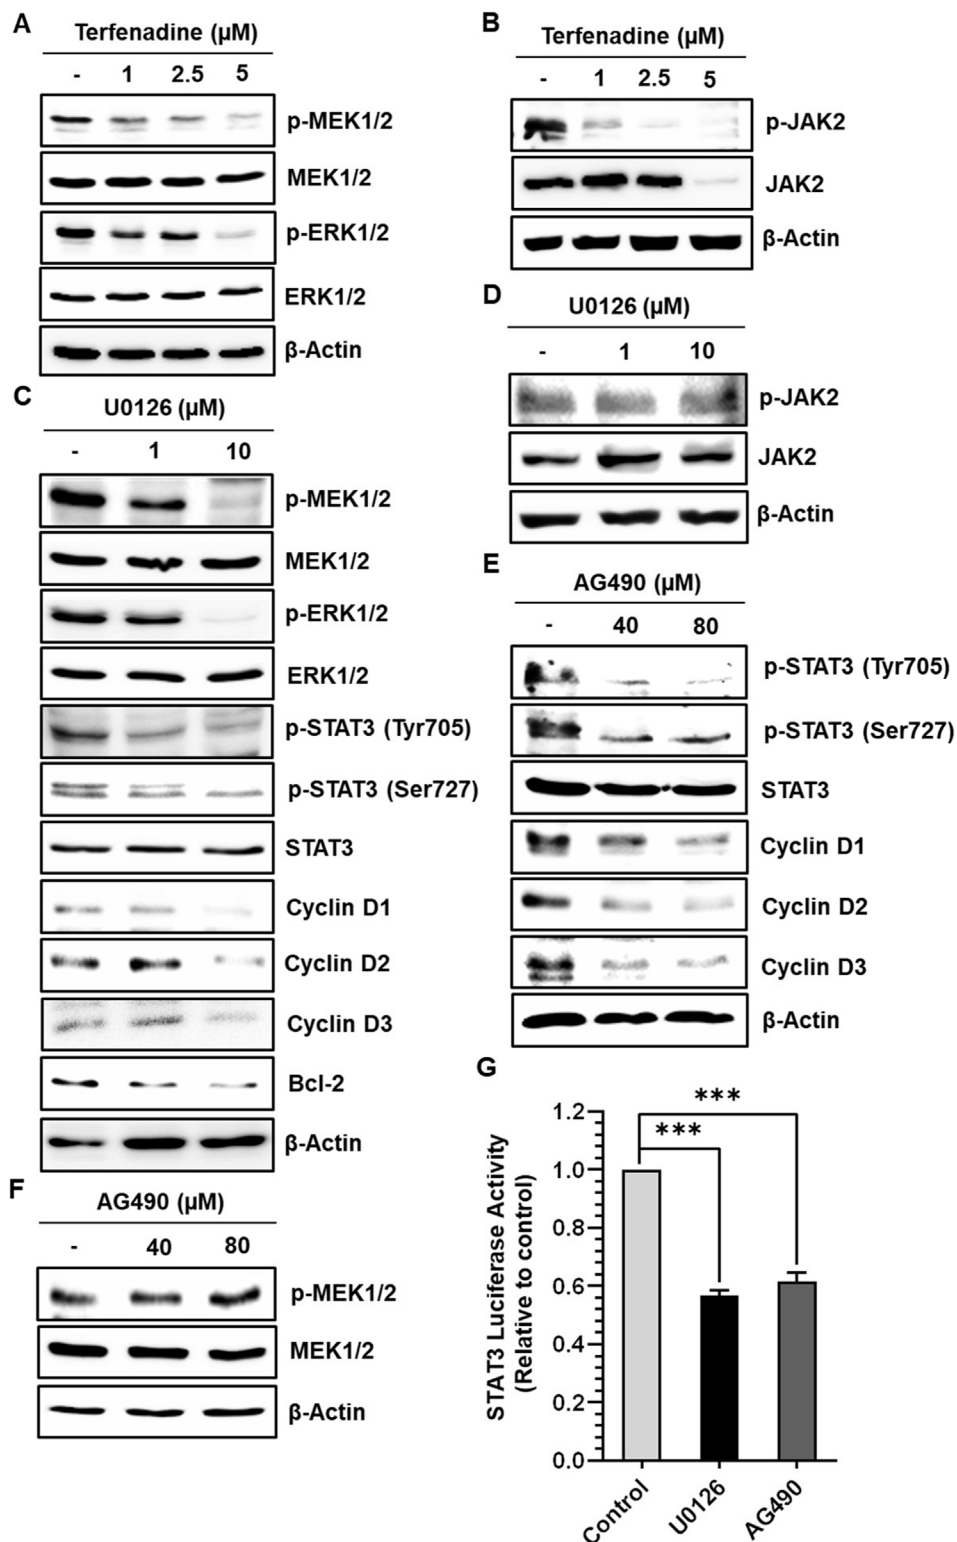 A
Terfenadine (µM)
- 1 2.5 5
p-MEK1/2
MEK1/2
p-ERK1/2
ERK1/2
β-Actin
B
Terfenadine (µM)
- 1 2.5 5
p-JAK2
JAK2
β-Actin
C
U0126 (µM)
- 1 10
p-MEK1/2
MEK1/2
p-ERK1/2
ERK1/2
p-STAT3 (Tyr705)
p-STAT3 (Ser727)
STAT3
Cyclin D1
Cyclin D2
Cyclin D3
Bcl-2
β-Actin
D
U0126 (µM)
- 1 10
p-JAK2
JAK2
β-Actin
E
AG490 (µM)
- 40 80
p-STAT3 (Tyr705)
p-STAT3 (Ser727)
STAT3
Cyclin D1
Cyclin D2
Cyclin D3
β-Actin
F
AG490 (µM)
- 40 80
p-MEK1/2
MEK1/2
β-Actin
G
STAT3 Luciferase Activity
(Relative to control)
1.2
1.0
0.8
0.6
0.4
0.2
0.0
***
***
Control
U0126
AG490